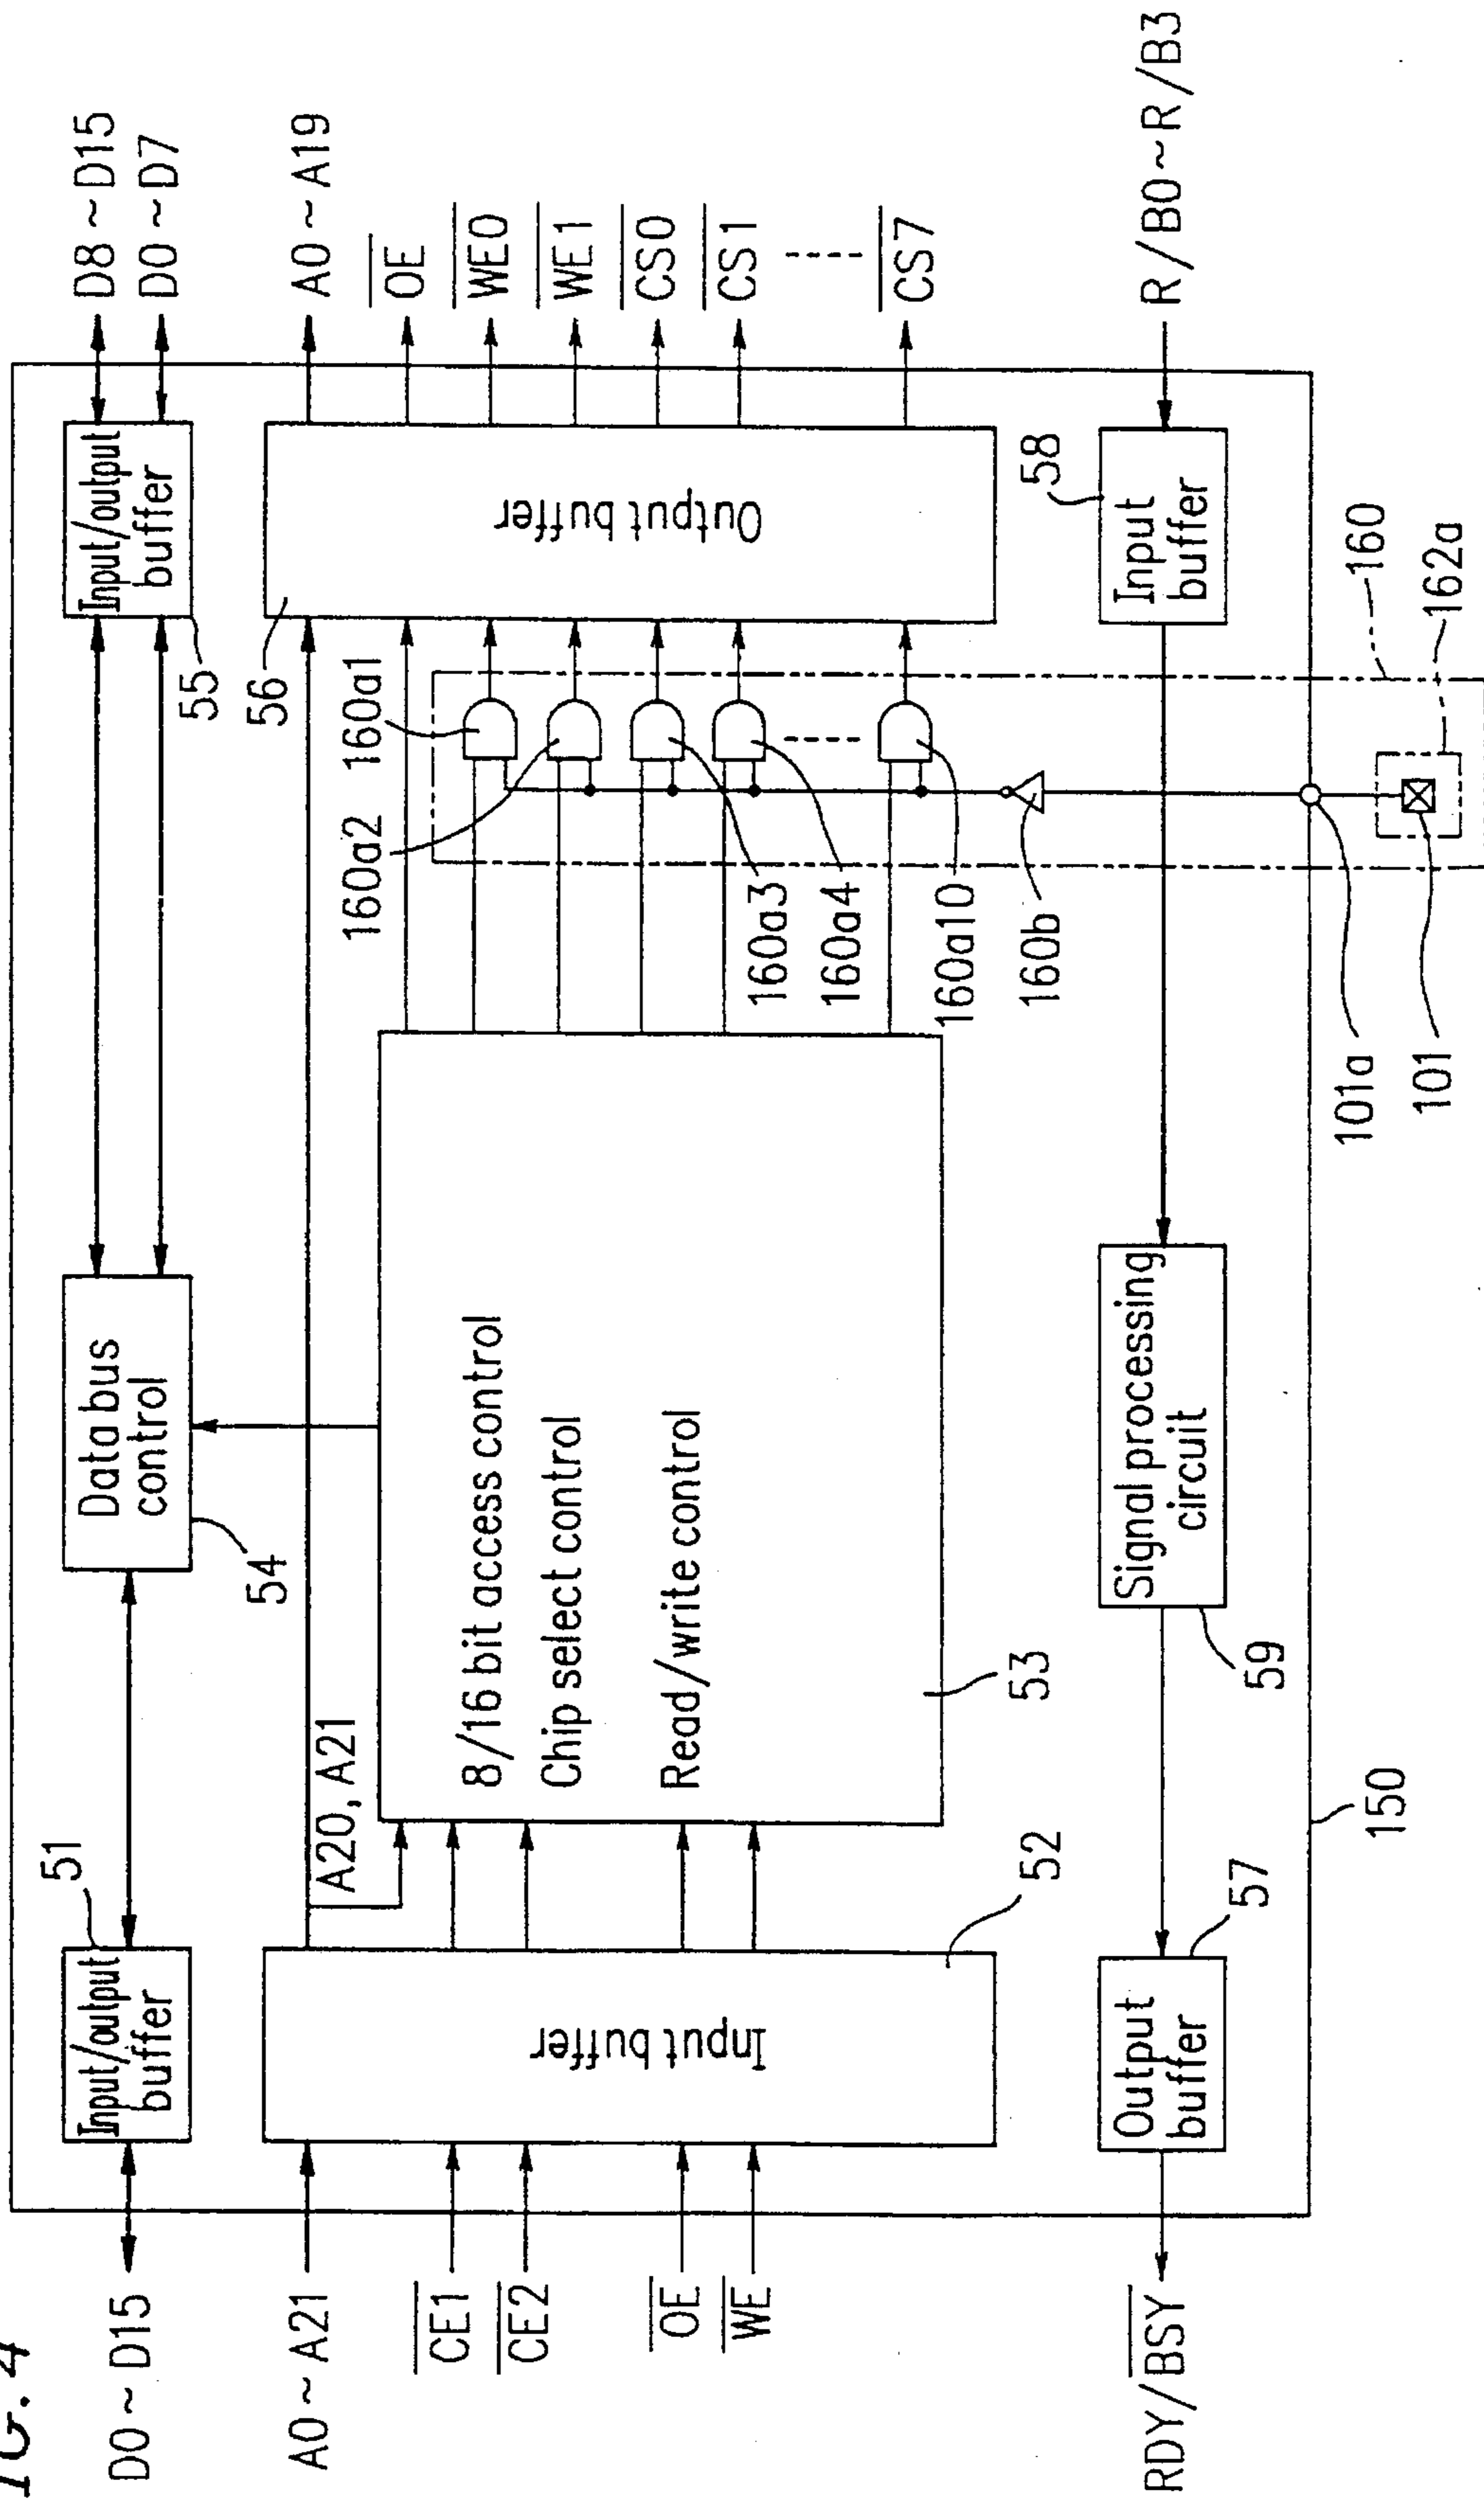 IG. 4
D0~D15
A0~A21
CE1
CE2
OE
WE
RDY/BSY
51
Input/output
buffer
Input buffer
52
57
Output
buffer
150
A20, A21
54
Data bus
control
8/16 bit access control
Chip select control
Read/write control
53
Signal processing
circuit
59
160a1
160a2
160a3
160a4
160a10
160b
101a
101
55
Input/output
buffer
56
Output buffer
58
Input
buffer
160
162a
D8~D15
D0~D7
A0~A19
OE
WE0
WE1
CS0
CS1
CS7
R/B0~R/B3